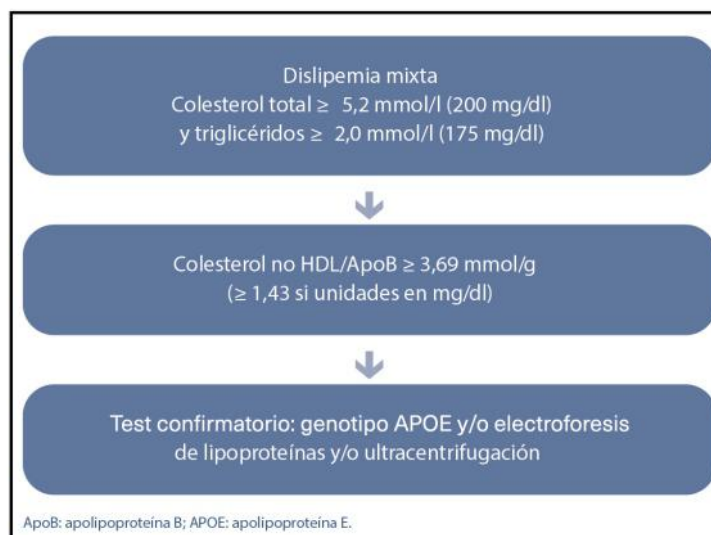 Dislipemia mixta
Colesterol total ≥ 5,2 mmol/l (200 mg/dl)
y triglicéridos ≥ 2,0 mmol/l (175 mg/dl)
Colesterol no HDL/ApoB ≥ 3,69 mmol/g
(≥ 1,43 si unidades en mg/dl)
Test confirmatorio: genotipo APOE y/o electroforesis
de lipoproteínas y/o ultracentrifugación
ApoB: apolipoproteína B; APOE: apolipoproteína E.